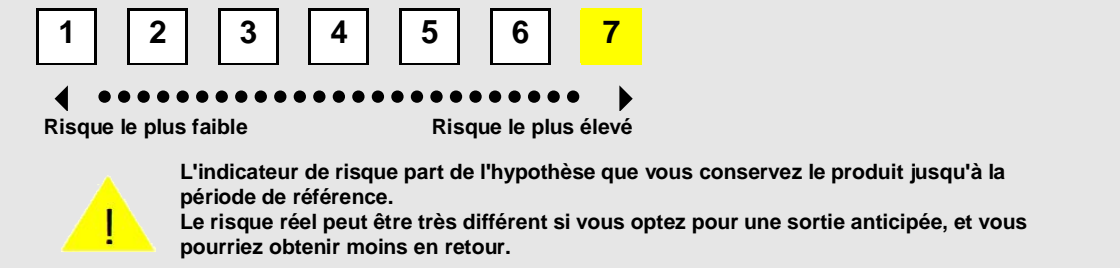 1 2 3 4 5 6 7
Risque le plus faible Risque le plus élevé
L'indicateur de risque part de l'hypothèse que vous conservez le produit jusqu'à la
période de référence.
Le risque réel peut être très différent si vous optez pour une sortie anticipée, et vous
pourriez obtenir moins en retour.
!